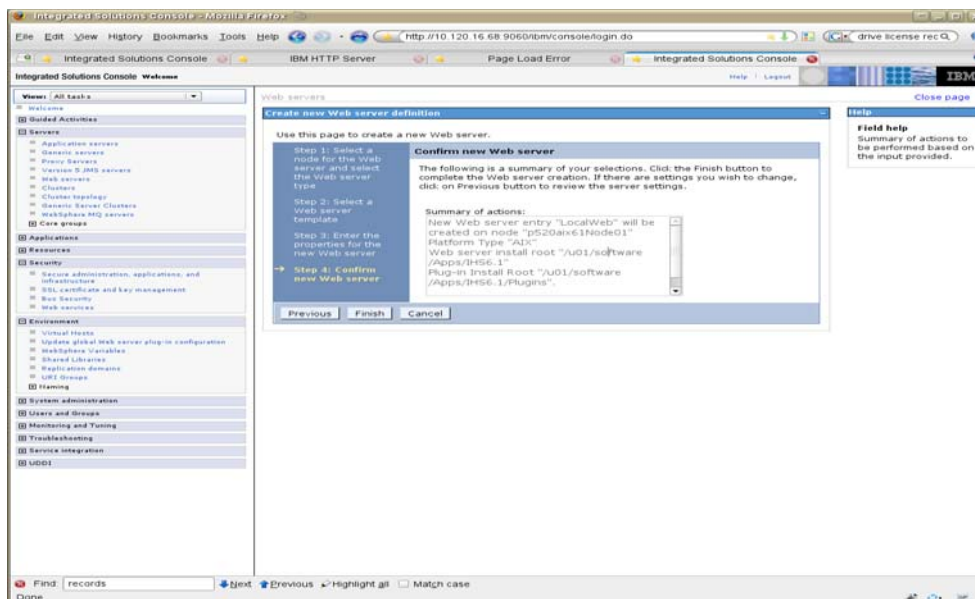 Integrated Solutions Console - Mozilla Firefox
File Edit View History Bookmarks Tools Help
http://10.120.16.68:9060/ibm/console/login.do
drive license rec
Integrated Solutions Console
IBM HTTP Server
Page Load Error
Integrated Solutions Console
Integrated Solutions Console Welcome
Help | Logout
IBM
View: All tasks
Welcome
Guided Activities
Servers
Application servers
Generic servers
Proxy Servers
Version 5 JMS servers
Web servers
Clusters
Cluster topology
Generic Server Clusters
WebSphere MQ servers
Core groups
Applications
Resources
Security
Secure administration, applications, and
infrastructure
SSL certificate and key management
Bus Security
Web services
Environment
Virtual Hosts
Update global Web server plug-in configuration
WebSphere Variables
Shared Libraries
Replication domains
URI Groups
Naming
System administration
Users and Groups
Monitoring and Tuning
Troubleshooting
Service integration
UDDI
Web servers
Close page
Create new Web server definition
Use this page to create a new Web server.
Step 1: Select a
node for the Web
server and select
the Web server
type
Step 2: Select a
Web server
template
Step 3: Enter the
properties for the
new Web server
Step 4: Confirm
new Web server
Confirm new Web server
The following is a summary of your selections. Click the Finish button to
complete the Web server creation. If there are settings you wish to change,
click on Previous button to review the server settings.
Summary of actions:
New Web server entry "LocalWeb" will be
created on node "p520aix61Node01"
Platform Type "AIX"
Web server install root "/u01/software
/Apps/IHS6.1"
Plug-in Install Root "/u01/software
/Apps/IHS6.1/Plugins".
Previous Finish Cancel
Help
Field help
Summary of actions to
be performed based on
the input provided.
Find: records Next Previous Highlight all Match case
Done